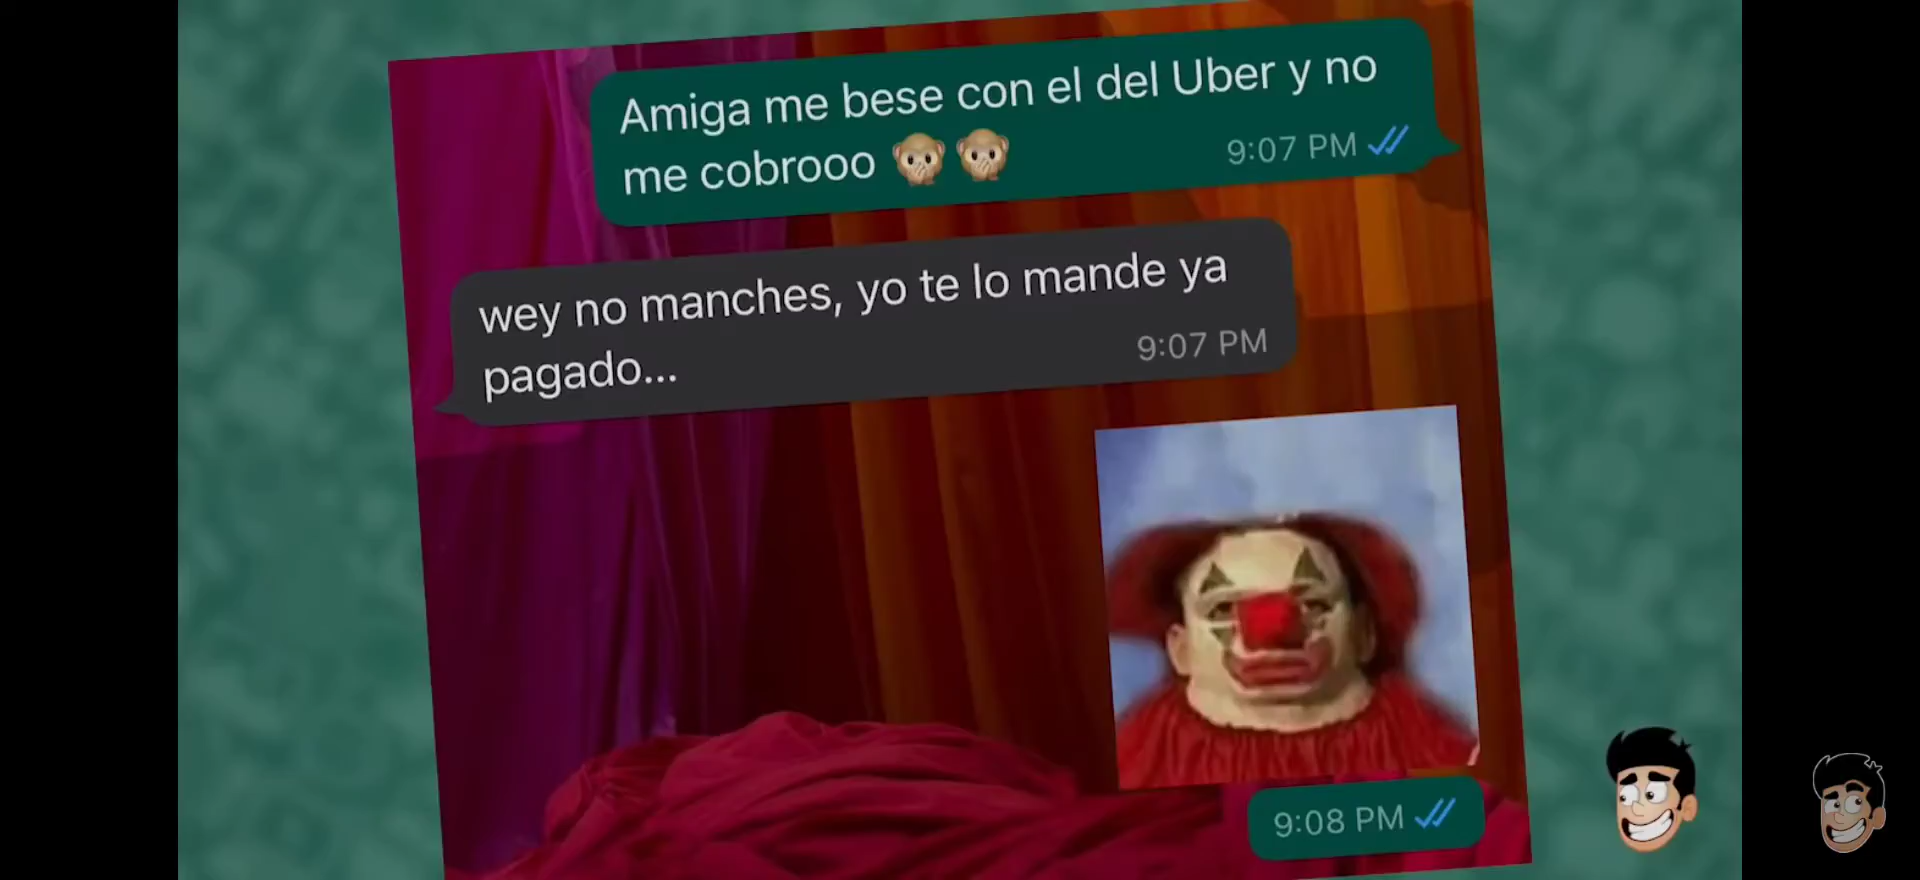 Amiga me bese con el del Uber y no
me cobrooo 🙊🙊
9:07 PM
wey no manches, yo te lo mande ya
pagado...
9:07 PM
9:08 PM